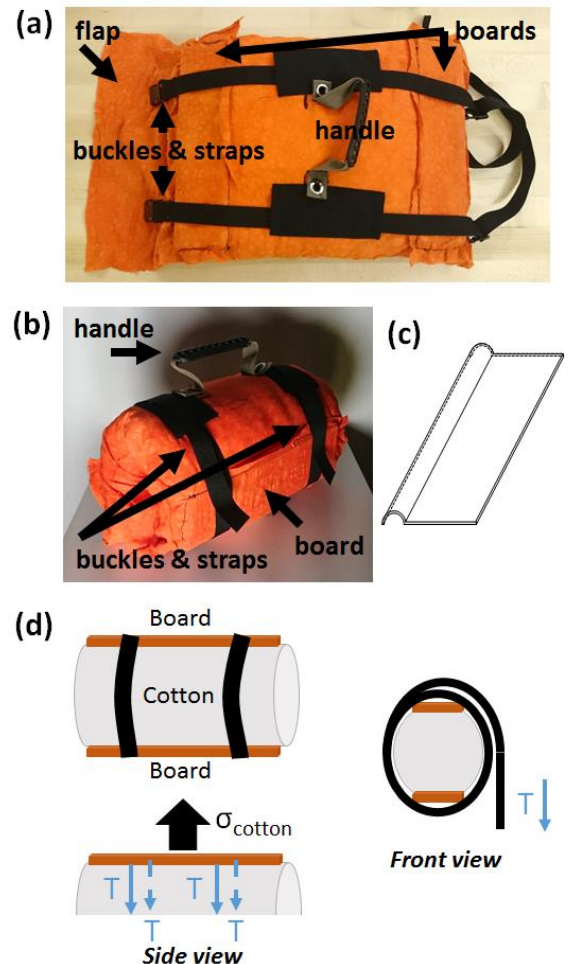 (a)
flap
boards
handle
buckles & straps
(b)
handle
(c)
buckles & straps
board
(d)
Board
Cotton
Board
σcotton
T
T
T
T
Side view
T
Front view